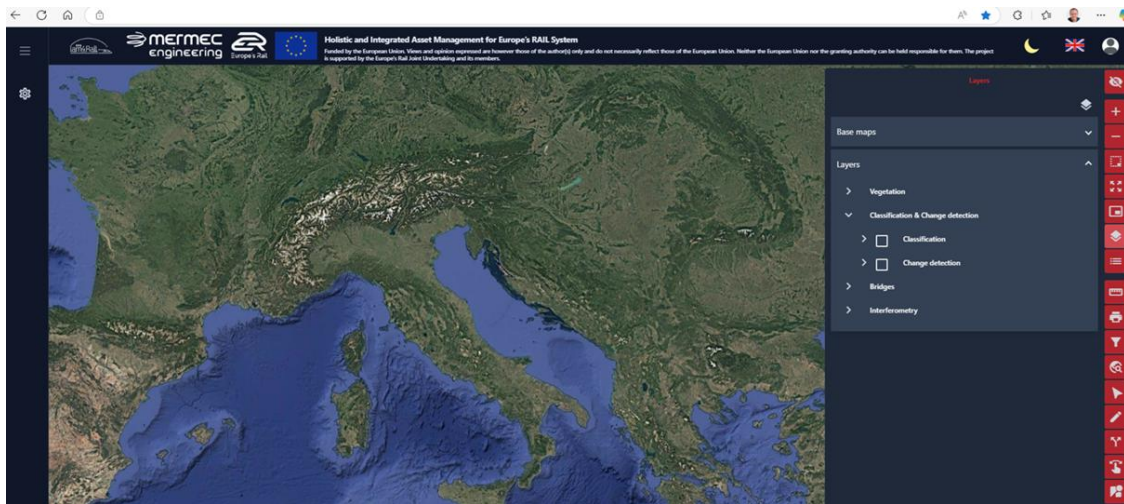 MERMEC
engineering
Europe's Rail
Holistic and Integrated Asset Management for Europe's RAIL System
Funded by the European Union. Views and opinion expressed are however those of the author(s) only and do not necessarily reflect those of the European Union. Neither the European Union nor the granting authority can be held responsible for them. The project
is supported by the Europe's Rail Joint Undertaking and its members.
Layers
Base maps
Layers
Vegetation
Classification & Change detection
Classification
Change detection
Bridges
Interferometry